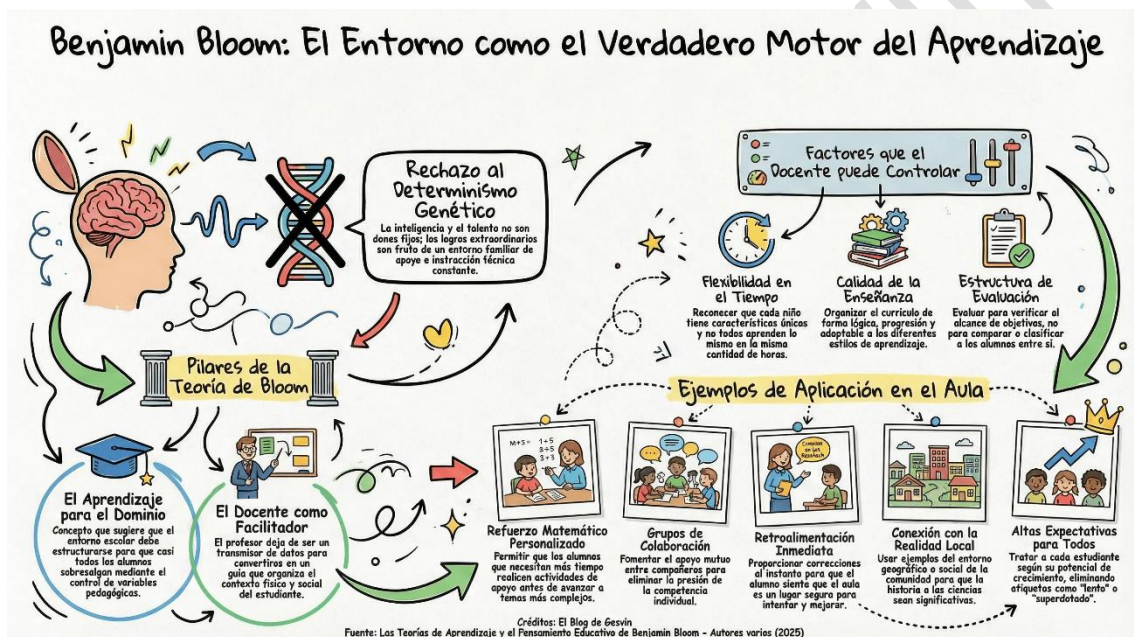 Benjamin Bloom: El Entorno como el Verdadero Motor del Aprendizaje
Rechazo al
Determinismo
Genético
La inteligencia y el talento no son
dones fijos; los logros extraordinarios
son fruto de un entorno familiar de
apoye e instracción técnica
constante.
Factores que el
Docente puede Controlar
Flexibilidad en
el Tiempo
Reconecer que cada niño
tiene características únicas
y no todos aprenden lo
mismo en la misma
cantidad de horas.
Calidad de la
Enseñanza
Organizar el currículo de
forma lógica, progresión y
adoptable a los diferentes
estilos de aprendizaje.
Estructura de
Evaluación
Evaluar para verificar al
alcance de objetivos, no
para comparar o clasificar
a los alumnos entre sí.
Pilares de la
Teoría de Bloom
El Aprendizaje
para el Dominio
Concepto que sugiere que el
entorno escolar debe
estructurarse para que casi
todos los alumnos
sobresalgan mediante el
control de variables
pedagógicas.
El Docente como
Facilitador
El profesor deja de ser un
transmisor de datos para
convertiros en un
guía que organiza el
contexto físico y social
del estudiante.
Ejemplos de Aplicación en el Aula
M+5= 1+5
3÷5
3+3
Refuerzo Matemático
Personalizado
Permitir que los alumnos
que necesitan más tiempo
realicen actividades de
apoyo antes de avanzar a
temas más complejos.
Grupos de
Colaboración
Fomentar el apoyo mutuo
entre compañeros para
eliminar la presión de
la competencia
individual.
Retroalimentación
Inmediata
Proporcionar correcciones
al instante para que el
alumno sienta que el aula
es un lugar seguro para
intentar y mejorar.
Conexión con la
Realidad Local
Usar ejemplos del entorno
geográfico o social de la
comunidad para que la
historia a las ciencias
sean significativas.
Altas Expectativas
para Todos
Tratar a cada estudiante
según su potencial de
crecimiento, eliminando
etiquetas como "lento" o
"superdotado".
Créditos: El Blog de Gesvin
Fuente: Las Teorías de Aprendizaje y el Pensamiento Educativo de Benjamin Bloom - Autores varios (2025)